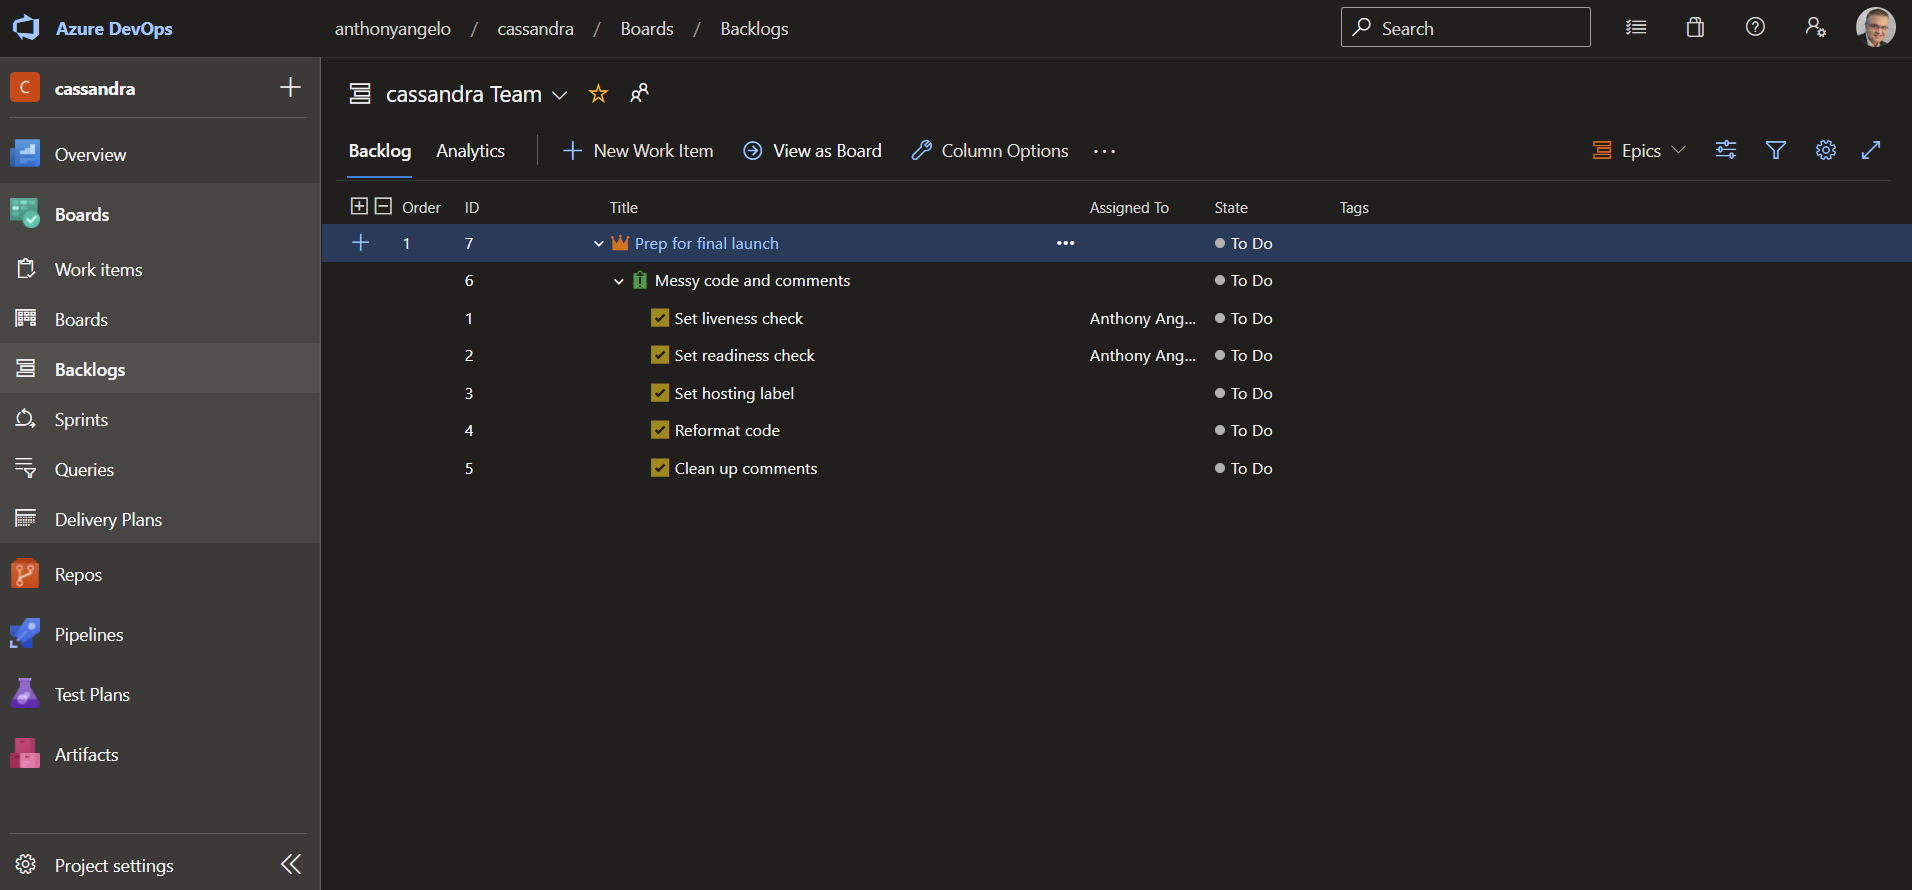 Azure DevOps
anthonyangelo / cassandra / Boards / Backlogs
Search
C cassandra
Overview
Boards
Work items
Boards
Backlogs
Sprints
Queries
Delivery Plans
Repos
Pipelines
Test Plans
Artifacts
Project settings
cassandra Team
Backlog Analytics New Work Item View as Board Column Options ... Epics
Order ID Title Assigned To State Tags
1 7 Prep for final launch ... To Do
6 Messy code and comments To Do
1 Set liveness check Anthony Ang... To Do
2 Set readiness check Anthony Ang... To Do
3 Set hosting label To Do
4 Reformat code To Do
5 Clean up comments To Do